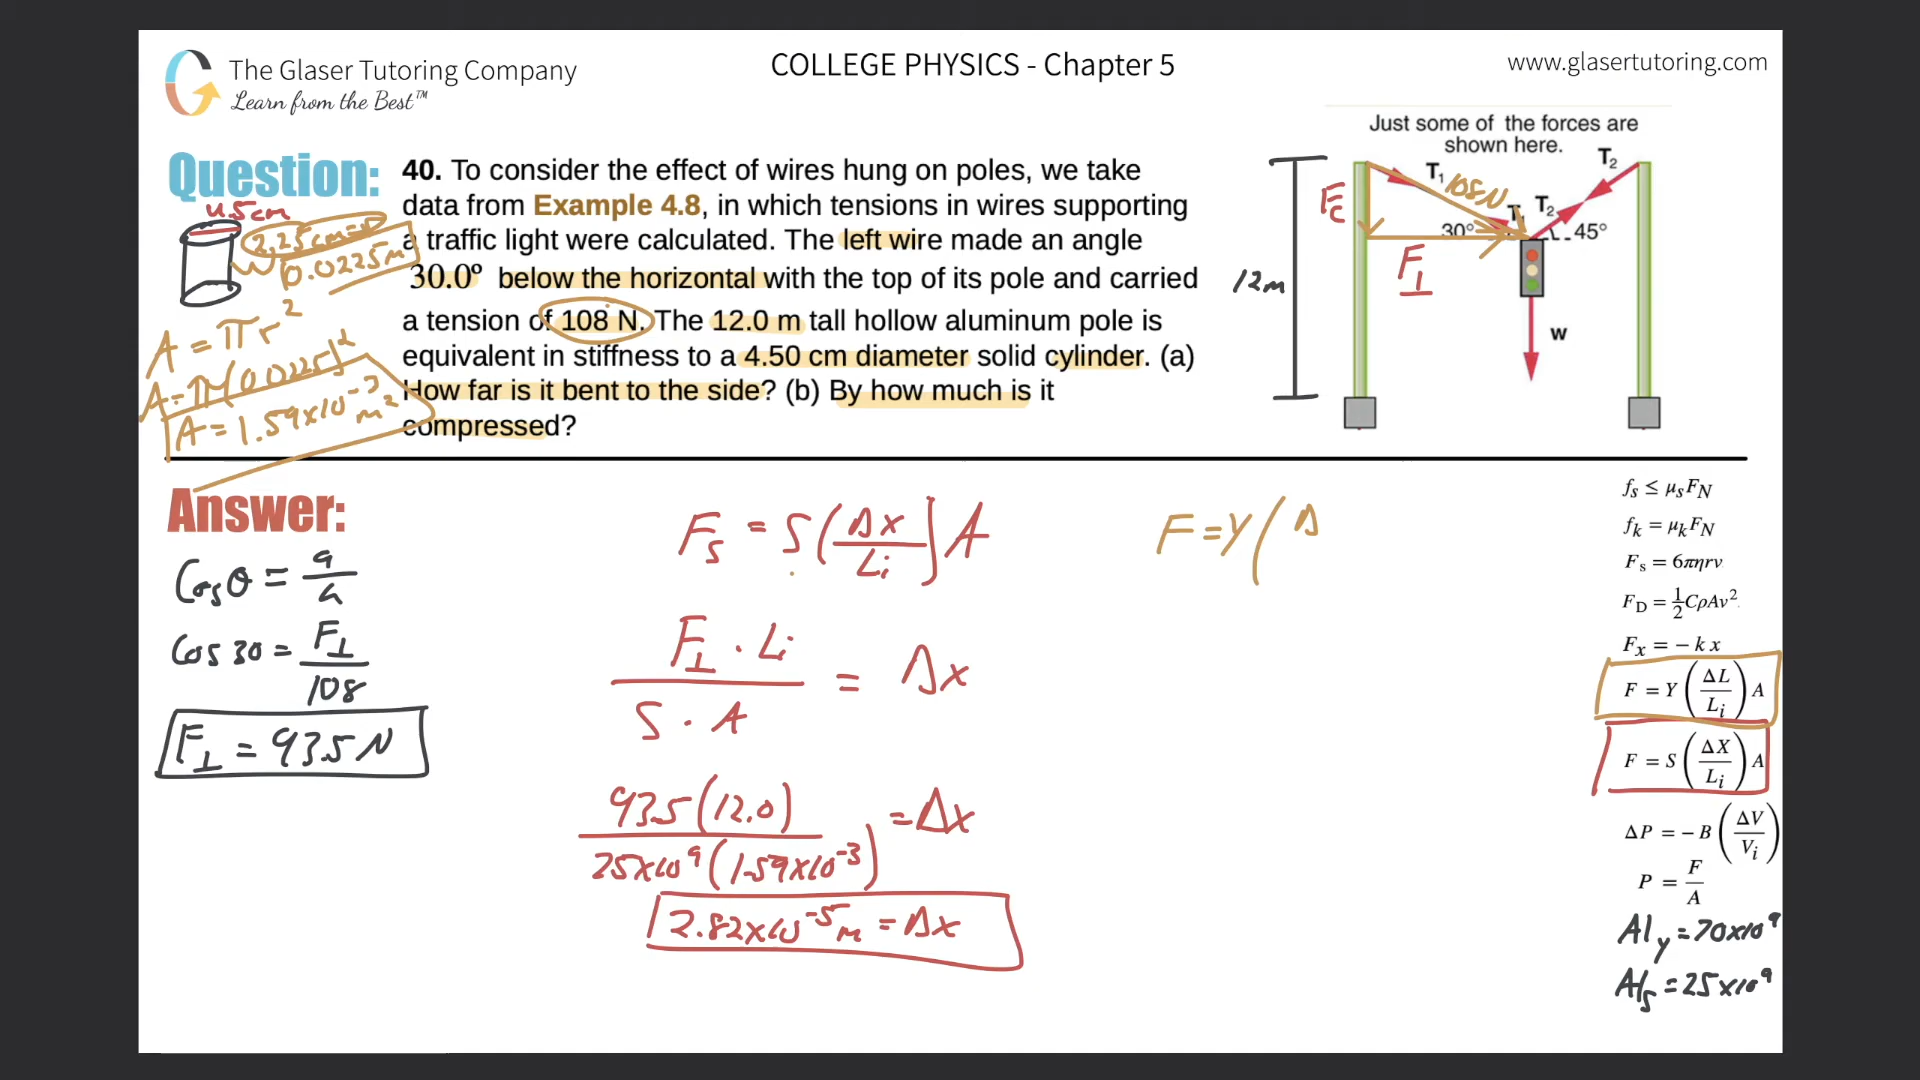 The Glaser Tutoring Company
Learn from the Best™
COLLEGE PHYSICS - Chapter 5
www.glasertutoring.com
Question:
40. To consider the effect of wires hung on poles, we take
data from Example 4.8, in which tensions in wires supporting
a traffic light were calculated. The left wire made an angle
30.0º below the horizontal with the top of its pole and carried
a tension of 108 N. The 12.0 m tall hollow aluminum pole is
equivalent in stiffness to a 4.50 cm diameter solid cylinder. (a)
How far is it bent to the side? (b) By how much is it
compressed?
4.5cm
2.25cm=r
0.0225m
A = πr²
A = π(0.0225)²
A = 1.59x10⁻³ m²
Just some of the forces are
shown here.
T₁
108N
T₂
T₁
T₂
Fc
30°
45°
F⊥
12m
w
Answer:
Cosθ = a/h
Cos 30 = F⊥/108
F⊥ = 93.5 N
Fs = S(Δx/Li)A
F⊥ · Li / S · A = Δx
93.5(12.0) / 25x10⁹(1.59x10⁻³) = Δx
2.82x10⁻⁵m = Δx
F = Y(Δ
fs ≤ μsFN
fk = μkFN
Fs = 6πηrv
FD = 1/2 CρAv²
Fx = − k x
F = Y(ΔL/Li)A
F = S(ΔX/Li)A
ΔP = − B(ΔV/Vi)
P = F/A
Aly = 70x10⁹
Als = 25x10⁹